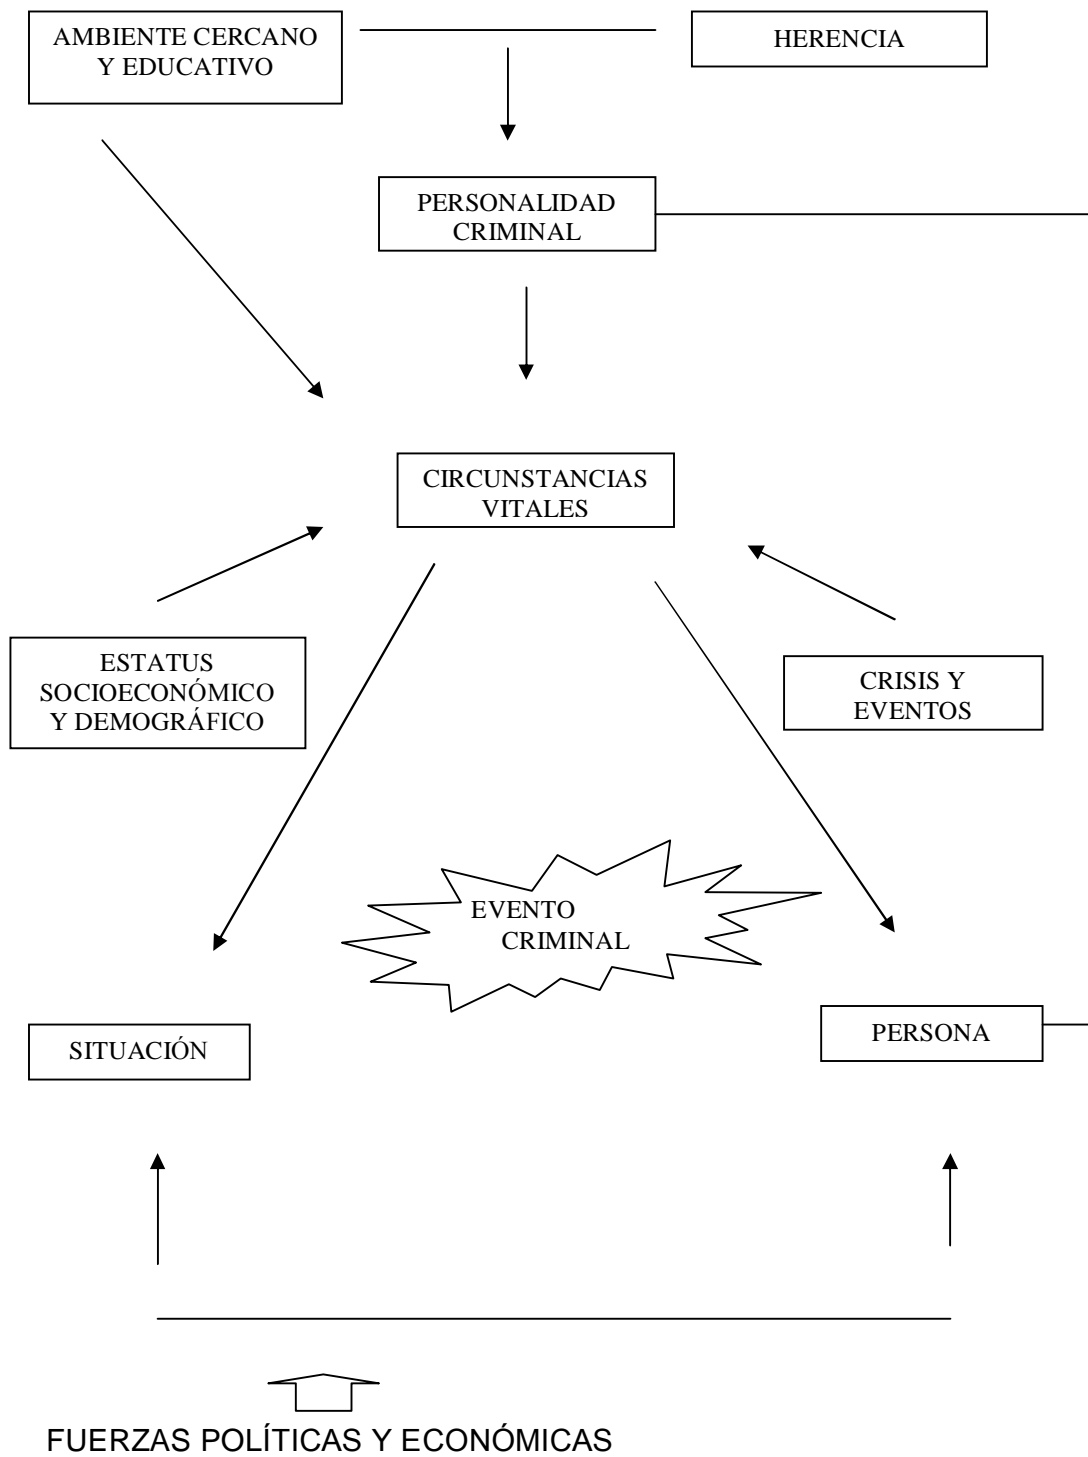 AMBIENTE CERCANO
Y EDUCATIVO
HERENCIA
PERSONALIDAD
CRIMINAL
CIRCUNSTANCIAS
VITALES
ESTATUS
SOCIOECONÓMICO
Y DEMOGRÁFICO
CRISIS Y
EVENTOS
EVENTO
CRIMINAL
SITUACIÓN
PERSONA
FUERZAS POLÍTICAS Y ECONÓMICAS